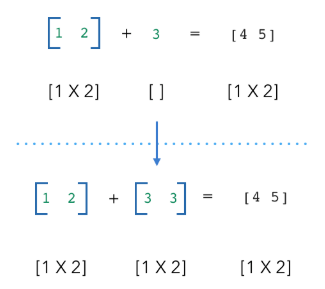 [1 2] + 3 = [4 5]
[1 X 2] [ ] [1 X 2]
[1 2] + [3 3] = [4 5]
[1 X 2] [1 X 2] [1 X 2]